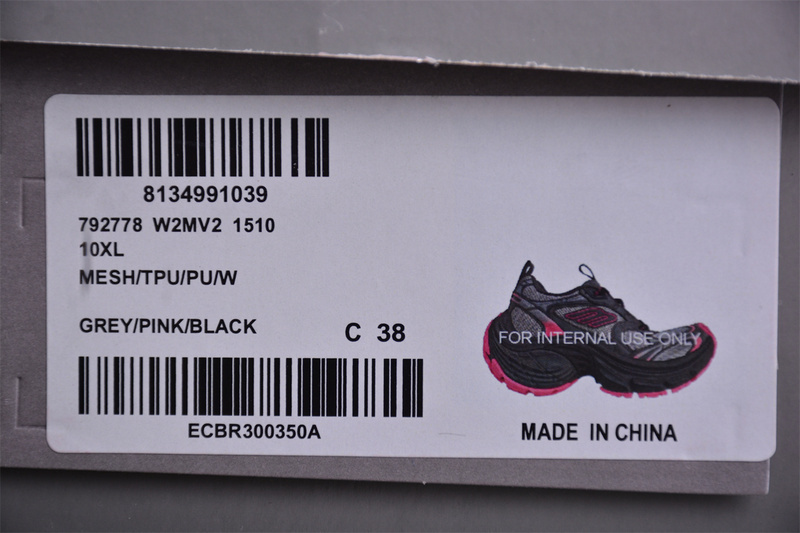 8134991039
792778 W2MV2 1510
10XL
MESH/TPU/PU/W
GREY/PINK/BLACK
C 38
ECBR300350A
FOR INTERNAL USE ONLY
MADE IN CHINA